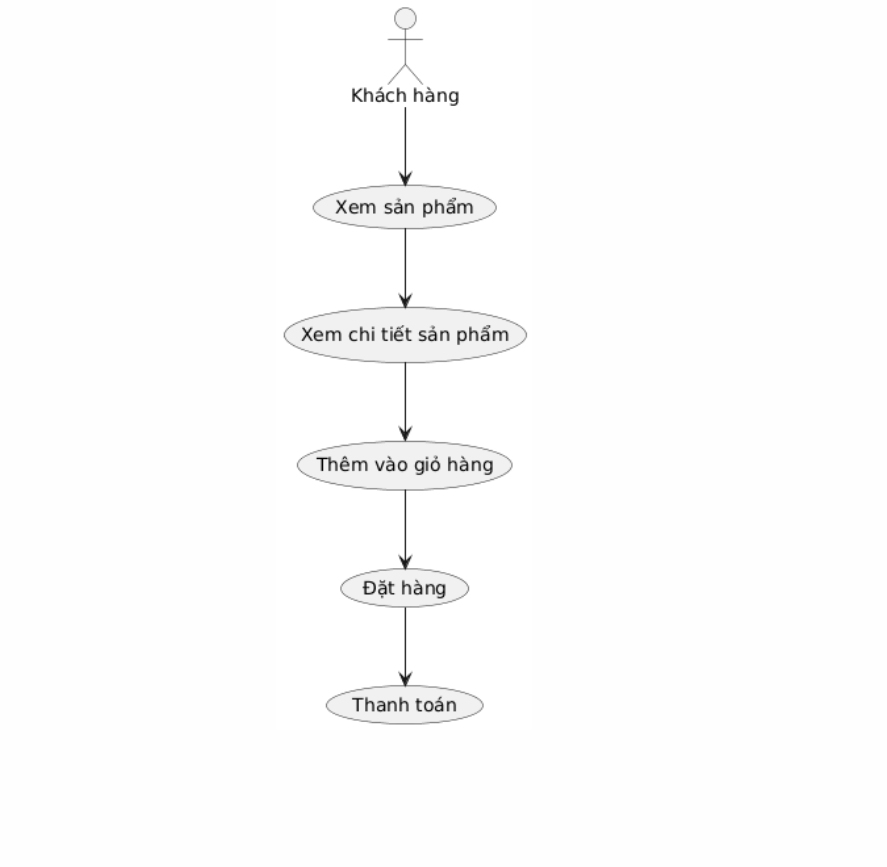 Khách hàng
Xem sản phẩm
Xem chi tiết sản phẩm
Thêm vào giỏ hàng
Đặt hàng
Thanh toán